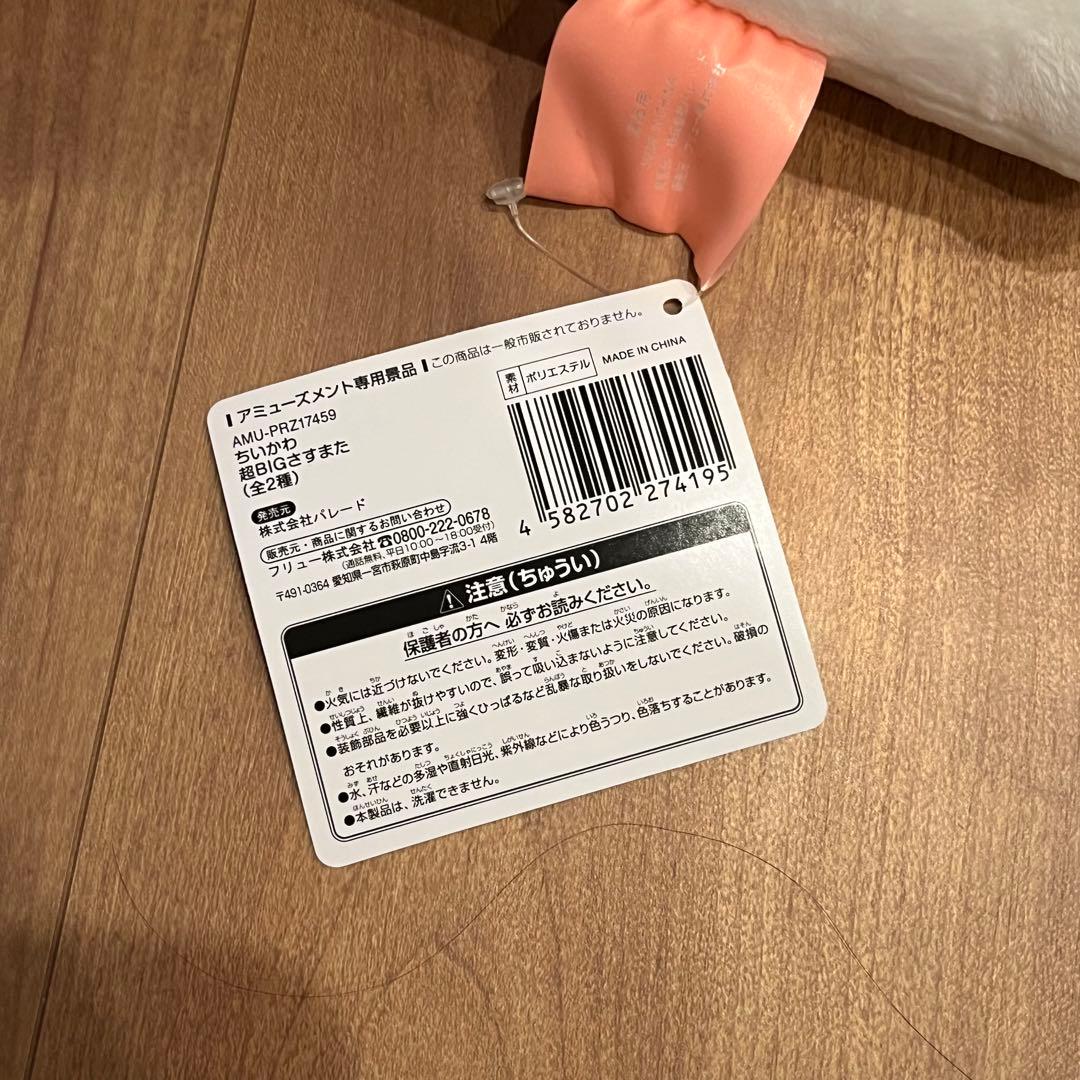 アミューズメント専用景品 この商品は一般市販されておりません。
AMU-PRZ17459
ちいかわ
超BIGさすまた
(全2種)
素材 ポリエステル MADE IN CHINA
4 582702 274195
発売元
株式会社パレード
販売元・商品に関するお問い合わせ
フリュー株式会社 ☎0800-222-0678
(通話無料、平日10:00～18:00受付)
〒491-0364 愛知県一宮市萩原町中島字流3-1 4階
⚠ 注意(ちゅうい)
保護者の方へ 必ずお読みください。
●火気には近づけないでください。変形・変質・火傷または火災の原因になります。
●性質上、繊維が抜けやすいので、誤って吸い込まないように注意してください。
●装飾部品を必要以上に強くひっぱるなど乱暴な取り扱いをしないでください。破損の
おそれがあります。
●水、汗などの多湿や直射日光、紫外線などにより色うつり、色落ちすることがあります。
●本製品は、洗濯できません。